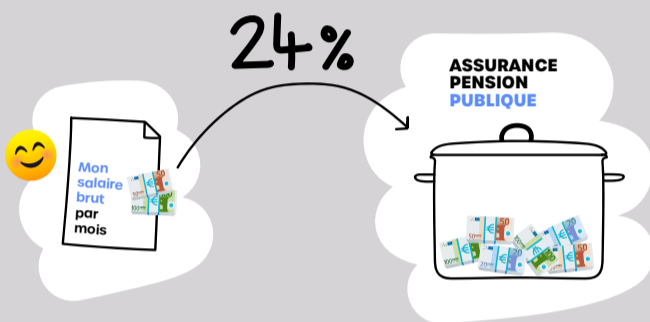 24%
ASSURANCE
PENSION
PUBLIQUE
Mon
salaire
brut
par
mois